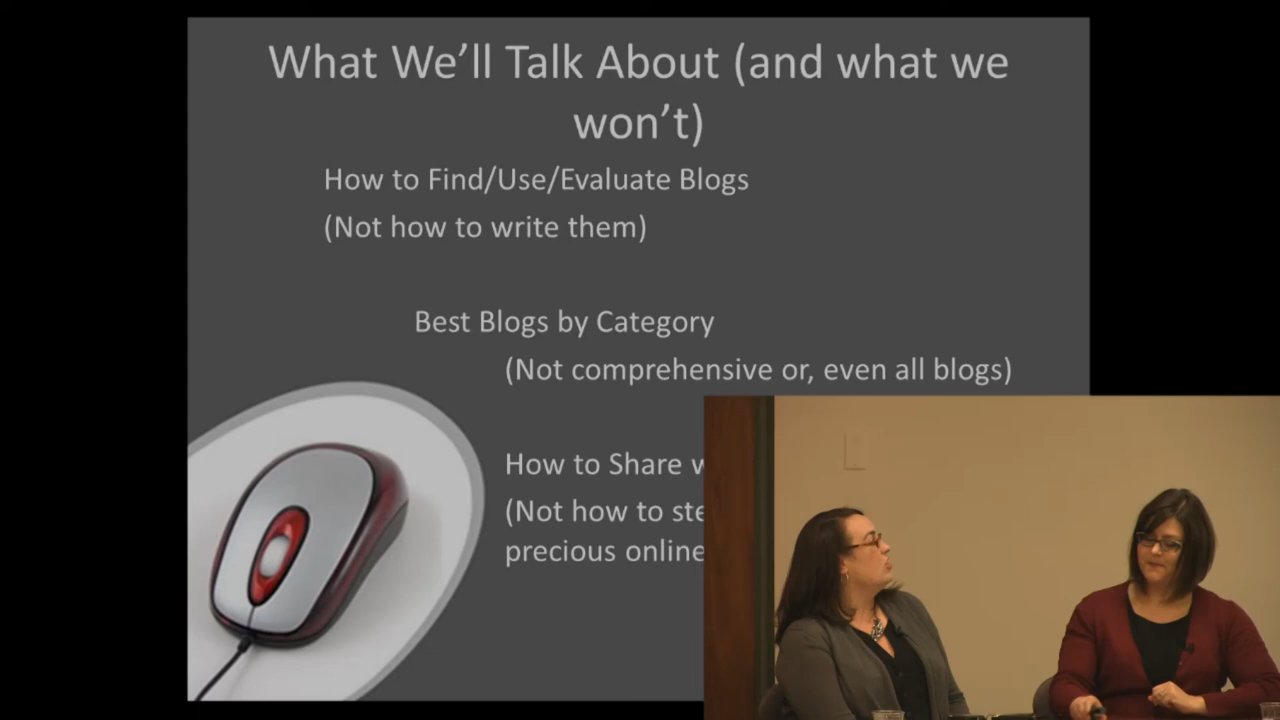 What We’ll Talk About (and what we
won’t)
How to Find/Use/Evaluate Blogs
(Not how to write them)
Best Blogs by Category
(Not comprehensive or, even all blogs)
How to Share
(Not how to
precious online